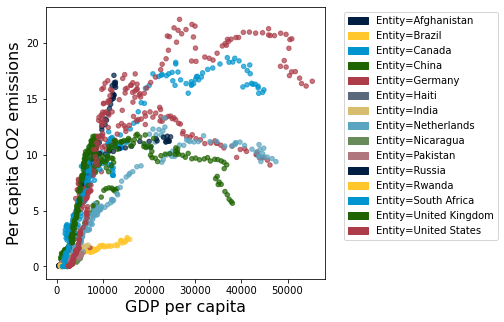 Per capita CO2 emissions
20
15
10
5
0
0
10000
20000
30000
40000
50000
GDP per capita
Entity=Afghanistan
Entity=Brazil
Entity=Canada
Entity=China
Entity=Germany
Entity=Haiti
Entity=India
Entity=Netherlands
Entity=Nicaragua
Entity=Pakistan
Entity=Russia
Entity=Rwanda
Entity=South Africa
Entity=United Kingdom
Entity=United States